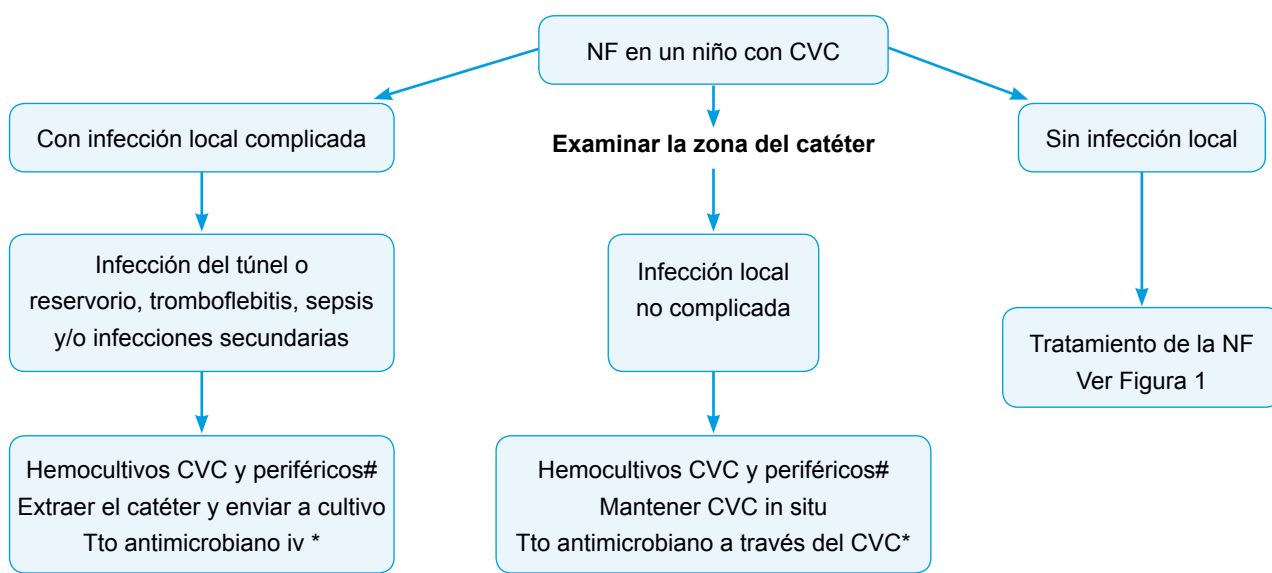 NF en un niño con CVC
Con infección local complicada
Examinar la zona del catéter
Sin infección local
Infección del túnel o
reservorio, tromboflebitis, sepsis
y/o infecciones secundarias
Infección local
no complicada
Tratamiento de la NF
Ver Figura 1
Hemocultivos CVC y periféricos#
Extraer el catéter y enviar a cultivo
Tto antimicrobiano iv *
Hemocultivos CVC y periféricos#
Mantener CVC in situ
Tto antimicrobiano a través del CVC*